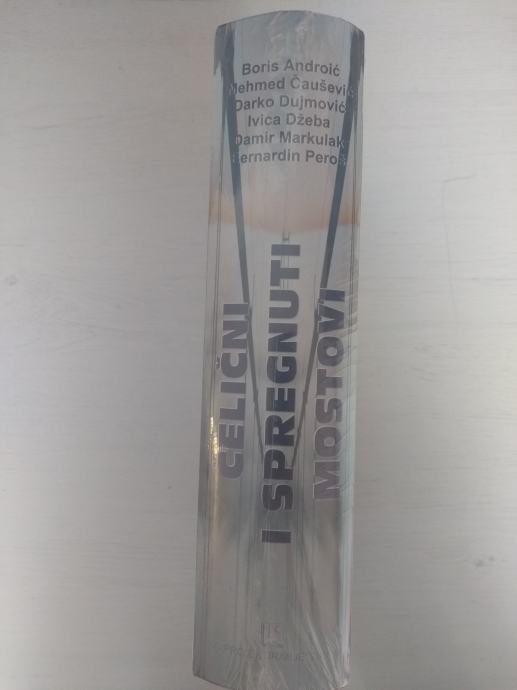 Boris Androić
Mehmed Čaušević
Darko Dujmović
Ivica Džeba
Damir Markulak
Bernardin Peroš
ČELIČNI
I SPREGNUTI
MOSTOVI